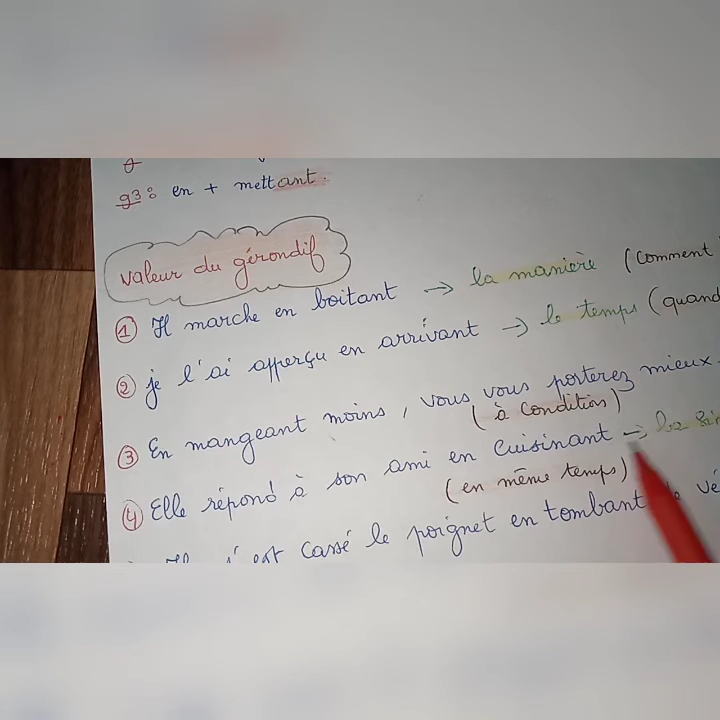 g3: en + mettant.
Valeur du gérondif
① Il marche en boitant → la manière (Comment
② je l'ai apperçu en arrivant → le temps (quand
③ En mangeant moins, vous vous porterez mieux.
(à condition)
④ Elle répond à son ami en cuisinant →
(en même temps)
s'est cassé le poignet en tombant